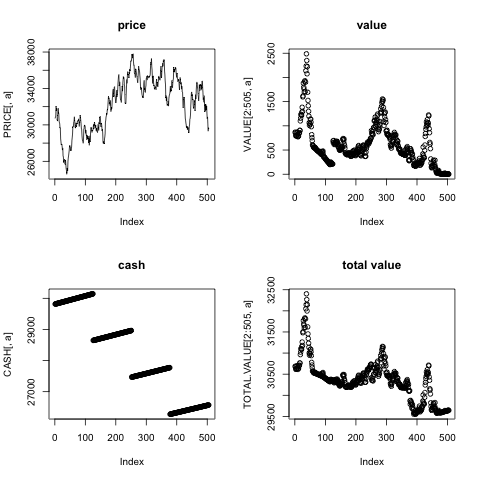 price
PRICE[, a]
26000
30000
34000
38000
0 100 200 300 400 500
Index
value
VALUE[2:505, a]
0
500
1500
2500
0 100 200 300 400 500
Index
cash
CASH[, a]
27000
29000
0 100 200 300 400 500
Index
total value
TOTAL.VALUE[2:505, a]
29500
30500
31500
32500
0 100 200 300 400 500
Index